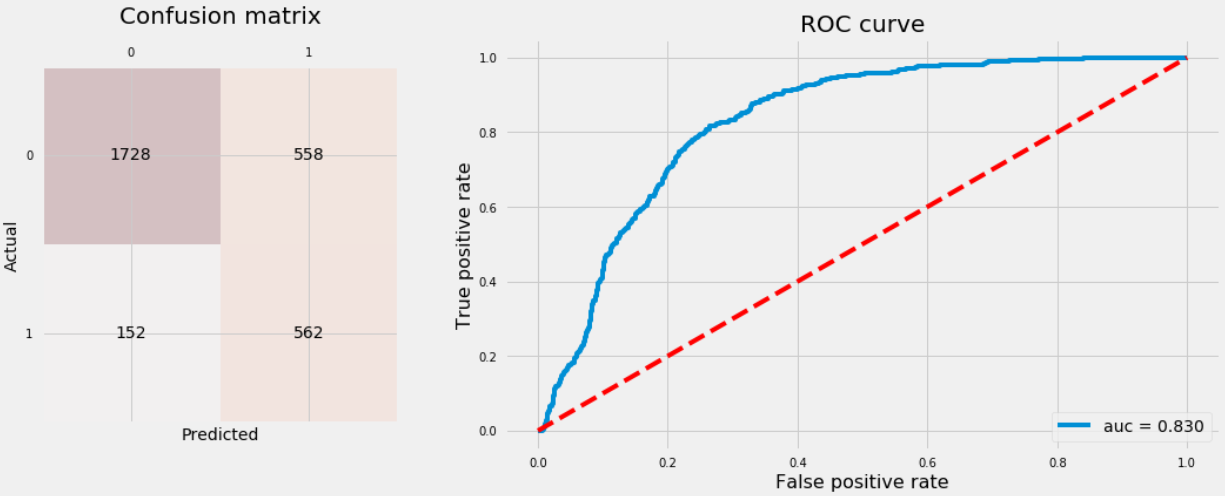 Confusion matrix
0 1
0 1728 558
1 152 562
Actual
Predicted
ROC curve
1.0
0.8
0.6
0.4
0.2
0.0
True positive rate
auc = 0.830
0.0 0.2 0.4 0.6 0.8 1.0
False positive rate